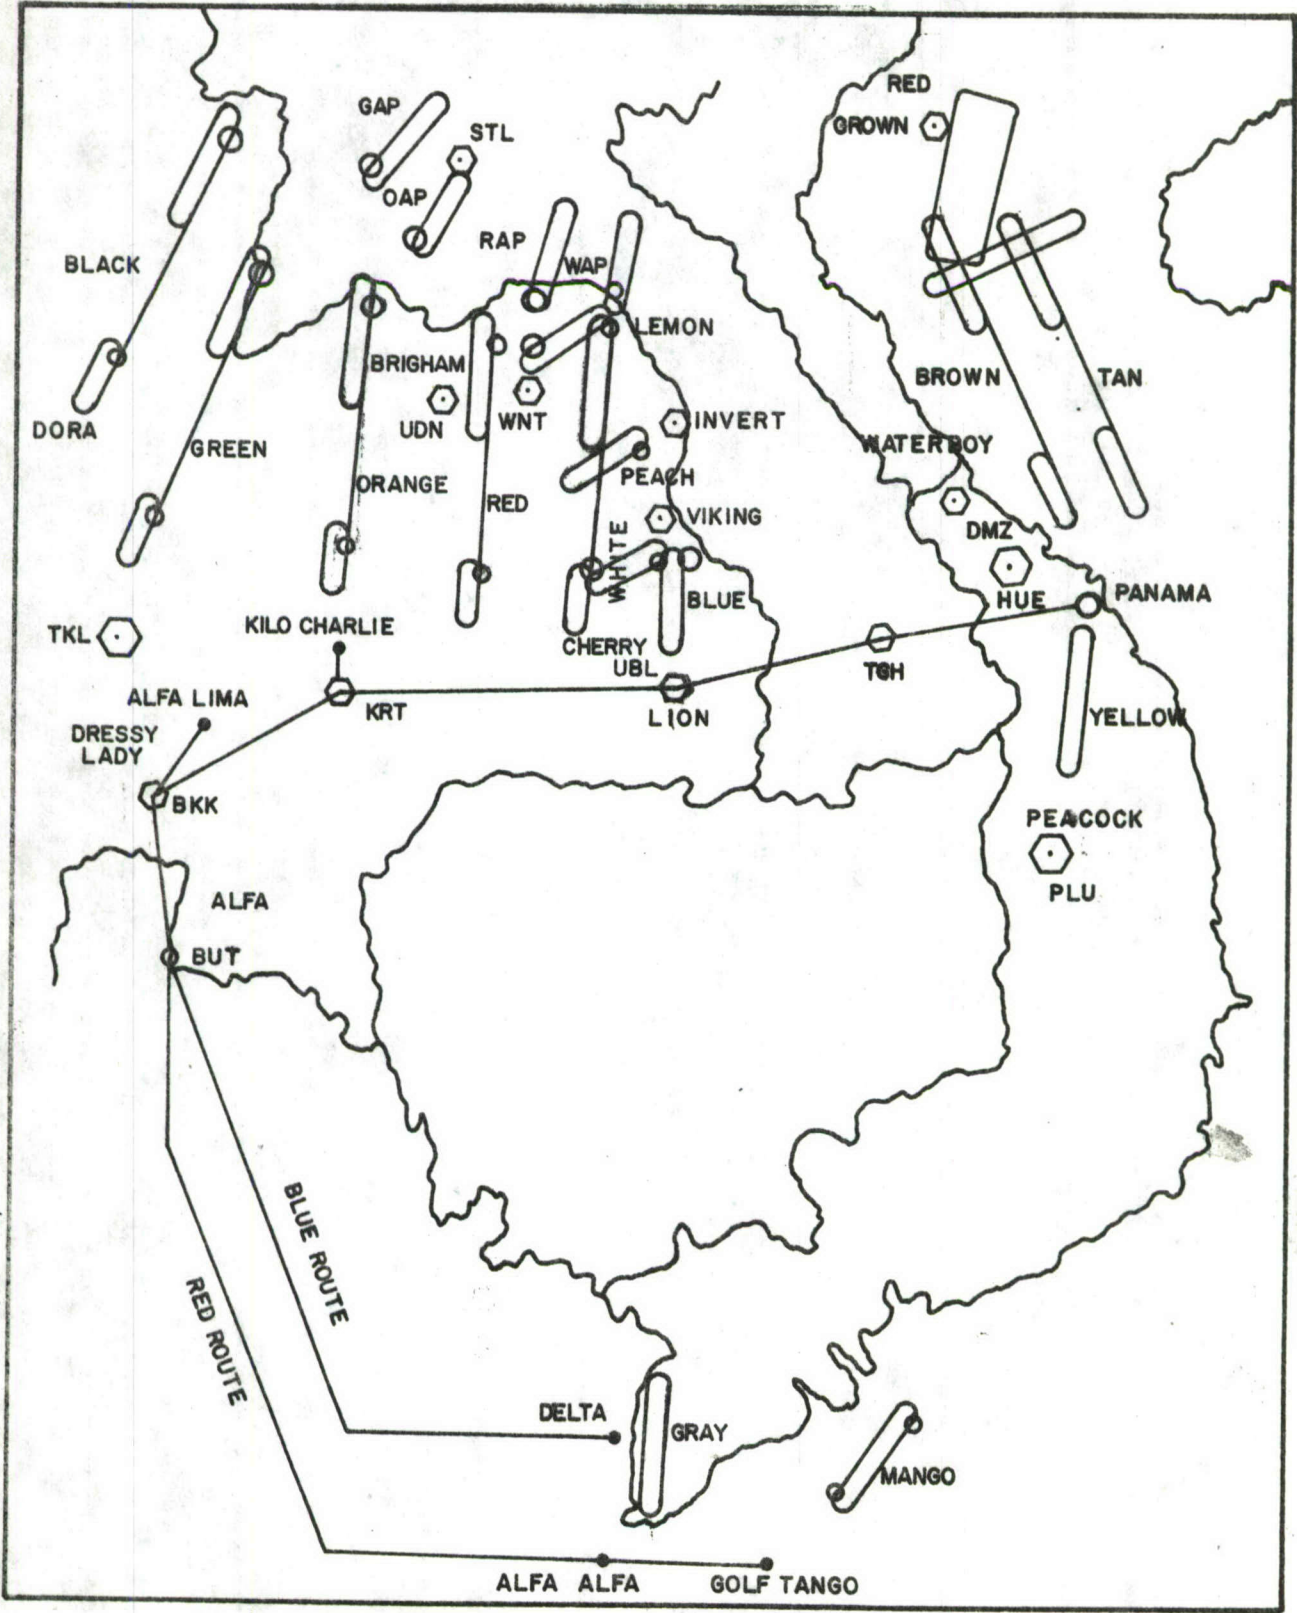 RED
GAP
GROWN
STL
OAP
RAP
WAP
BLACK
LEMON
BRIGHAM
BROWN
TAN
UDN
WNT
INVERT
DORA
GREEN
WATERBOY
PEACH
ORANGE
RED
VIKING
DMZ
WHITE
HUE
PANAMA
BLUE
TKL
KILO CHARLIE
CHERRY
UBL
TGH
ALFA LIMA
KRT
LION
YELLOW
DRESSY
LADY
BKK
PEACOCK
PLU
ALFA
BUT
BLUE ROUTE
RED ROUTE
DELTA
GRAY
MANGO
ALFA ALFA
GOLF TANGO